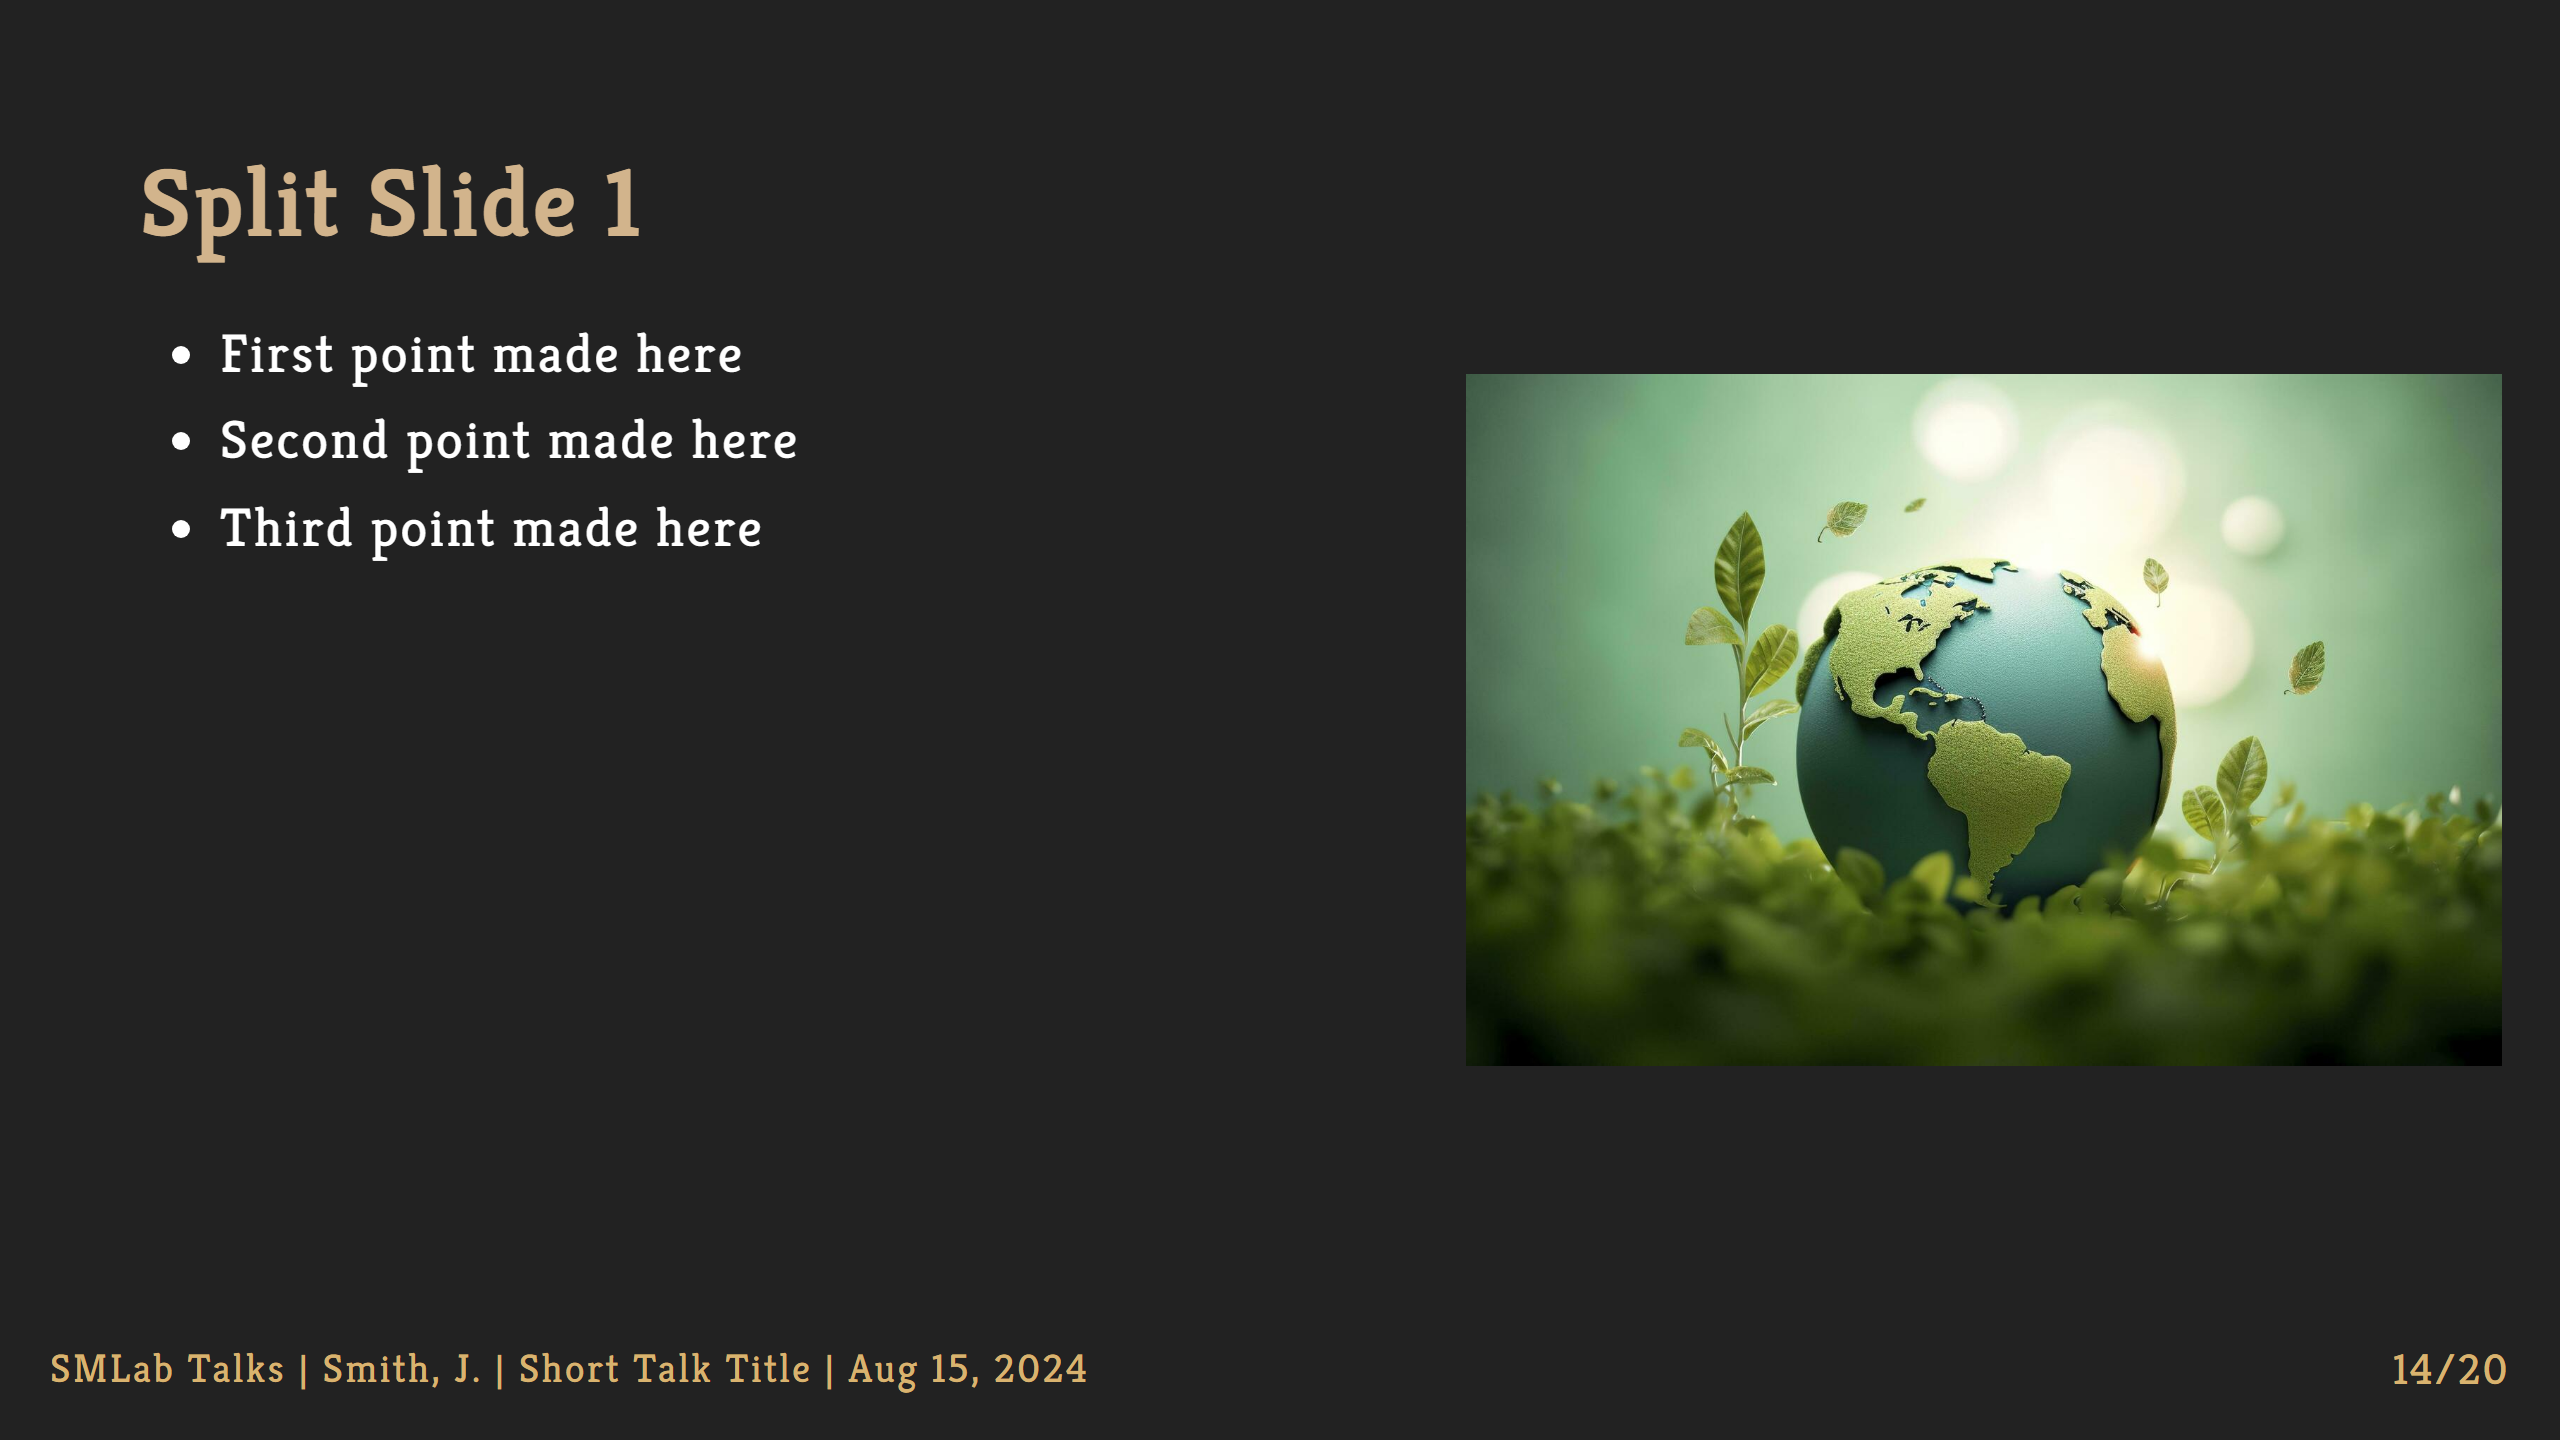 Split Slide 1
• First point made here
• Second point made here
• Third point made here
SMLab Talks | Smith, J. | Short Talk Title | Aug 15, 2024
14/20